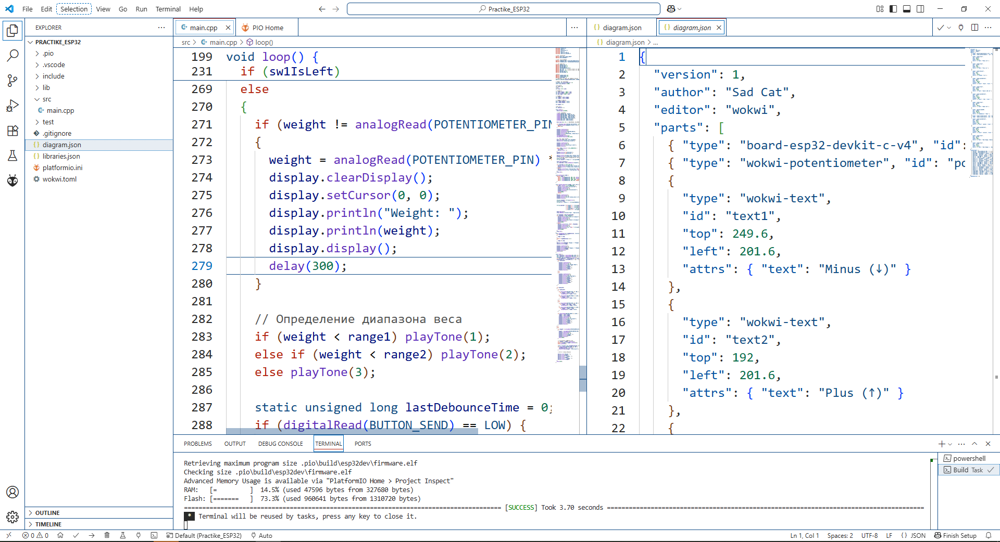 File Edit Selection View Go Run Terminal Help
Practike_ESP32
EXPLORER
PRACTIKE_ESP32
.pio
.vscode
include
lib
src
main.cpp
test
.gitignore
diagram.json
libraries.json
platformio.ini
wokwi.toml
OUTLINE
TIMELINE
main.cpp
PIO Home
src > main.cpp > loop()
199 void loop() {
231 if (sw1IsLeft)
269 else
270 {
271 if (weight != analogRead(POTENTIOMETER_PIN
272 {
273 weight = analogRead(POTENTIOMETER_PIN) *
274 display.clearDisplay();
275 display.setCursor(0, 0);
276 display.println("Weight: ");
277 display.println(weight);
278 display.display();
279 delay(300);
280 }
281
282 // Определение диапазона веса
283 if (weight < range1) playTone(1);
284 else if (weight < range2) playTone(2);
285 else playTone(3);
286
287 static unsigned long lastDebounceTime = 0;
288 if (digitalRead(BUTTON_SEND) == LOW) {
diagram.json
diagram.json
diagram.json > ...
1 {
2 "version": 1,
3 "author": "Sad Cat",
4 "editor": "wokwi",
5 "parts": [
6 { "type": "board-esp32-devkit-c-v4", "id":
7 { "type": "wokwi-potentiometer", "id": "po
8 {
9 "type": "wokwi-text",
10 "id": "text1",
11 "top": 249.6,
12 "left": 201.6,
13 "attrs": { "text": "Minus (↓)" }
14 },
15 {
16 "type": "wokwi-text",
17 "id": "text2",
18 "top": 192,
19 "left": 201.6,
20 "attrs": { "text": "Plus (↑)" }
21 },
22 {
PROBLEMS OUTPUT DEBUG CONSOLE TERMINAL PORTS
Retrieving maximum program size .pio\build\esp32dev\firmware.elf
Checking size .pio\build\esp32dev\firmware.elf
Advanced Memory Usage is available via "PlatformIO Home > Project Inspect"
RAM: [= ] 14.5% (used 47596 bytes from 327680 bytes)
Flash: [======= ] 73.3% (used 960641 bytes from 1310720 bytes)
======================================================================================= [SUCCESS] Took 3.70 seconds =======================================================================================
* Terminal will be reused by tasks, press any key to close it.
powershell
Build Task
0 0 Default (Practike_ESP32) Auto
Ln 1, Col 1 Spaces: 2 UTF-8 LF {} JSON Finish Setup